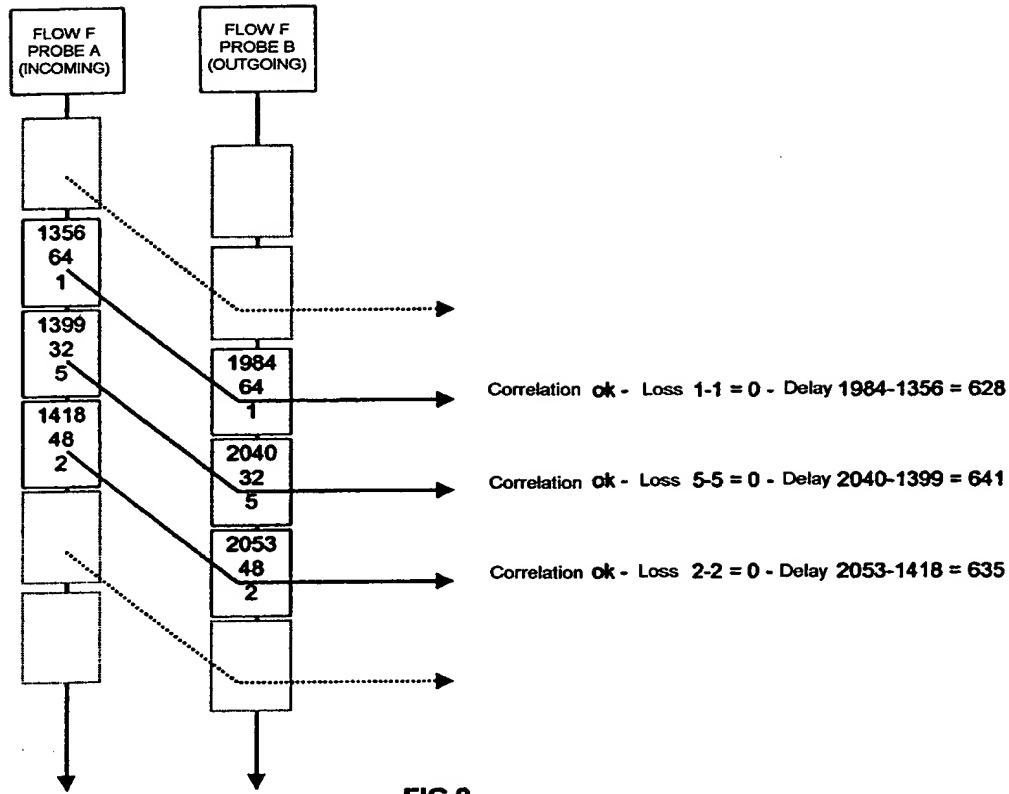 FLOW F
PROBE A
(INCOMING)
FLOW F
PROBE B
(OUTGOING)
1356
64
1
1399
32
5
1418
48
2
1984
64
1
2040
32
5
2053
48
2
Correlation ok - Loss 1-1 = 0 - Delay 1984-1356 = 628
Correlation ok - Loss 5-5 = 0 - Delay 2040-1399 = 641
Correlation ok - Loss 2-2 = 0 - Delay 2053-1418 = 635